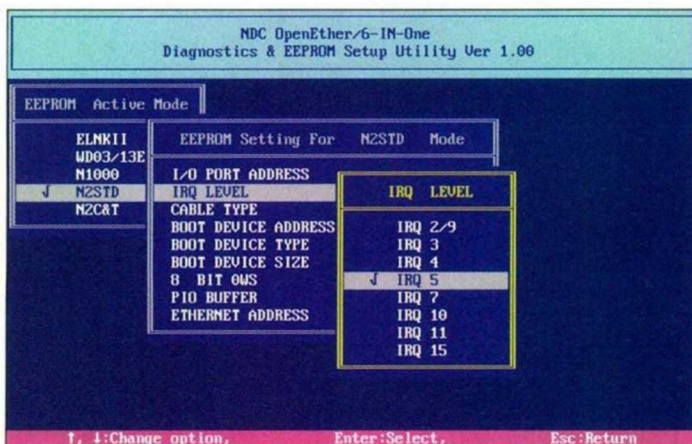 NDC OpenEther/6-IN-One
Diagnostics & EEPROM Setup Utility Ver 1.00
EEPROM Active Mode
ELNKII
WD03/13E
N1000
√ N2STD
N2C&T
EEPROM Setting For N2STD Mode
I/O PORT ADDRESS
IRQ LEVEL
CABLE TYPE
BOOT DEVICE ADDRESS
BOOT DEVICE TYPE
BOOT DEVICE SIZE
8 BIT 0WS
PIO BUFFER
ETHERNET ADDRESS
IRQ LEVEL
IRQ 2/9
IRQ 3
IRQ 4
√ IRQ 5
IRQ 7
IRQ 10
IRQ 11
IRQ 15
↑, ↓:Change option, Enter:Select, Esc:Return